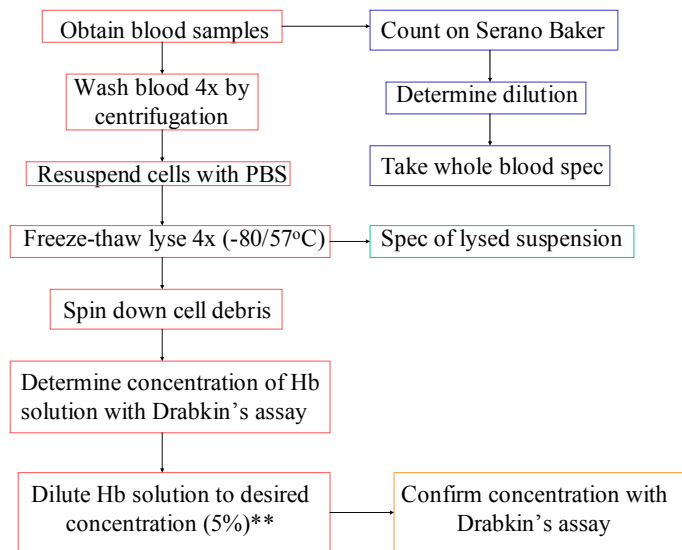 Obtain blood samples
Count on Serano Baker
Wash blood 4x by
centrifugation
Determine dilution
Resuspend cells with PBS
Take whole blood spec
Freeze-thaw lyse 4x (-80/57°C)
Spec of lysed suspension
Spin down cell debris
Determine concentration of Hb
solution with Drabkin’s assay
Dilute Hb solution to desired
concentration (5%)**
Confirm concentration with
Drabkin’s assay